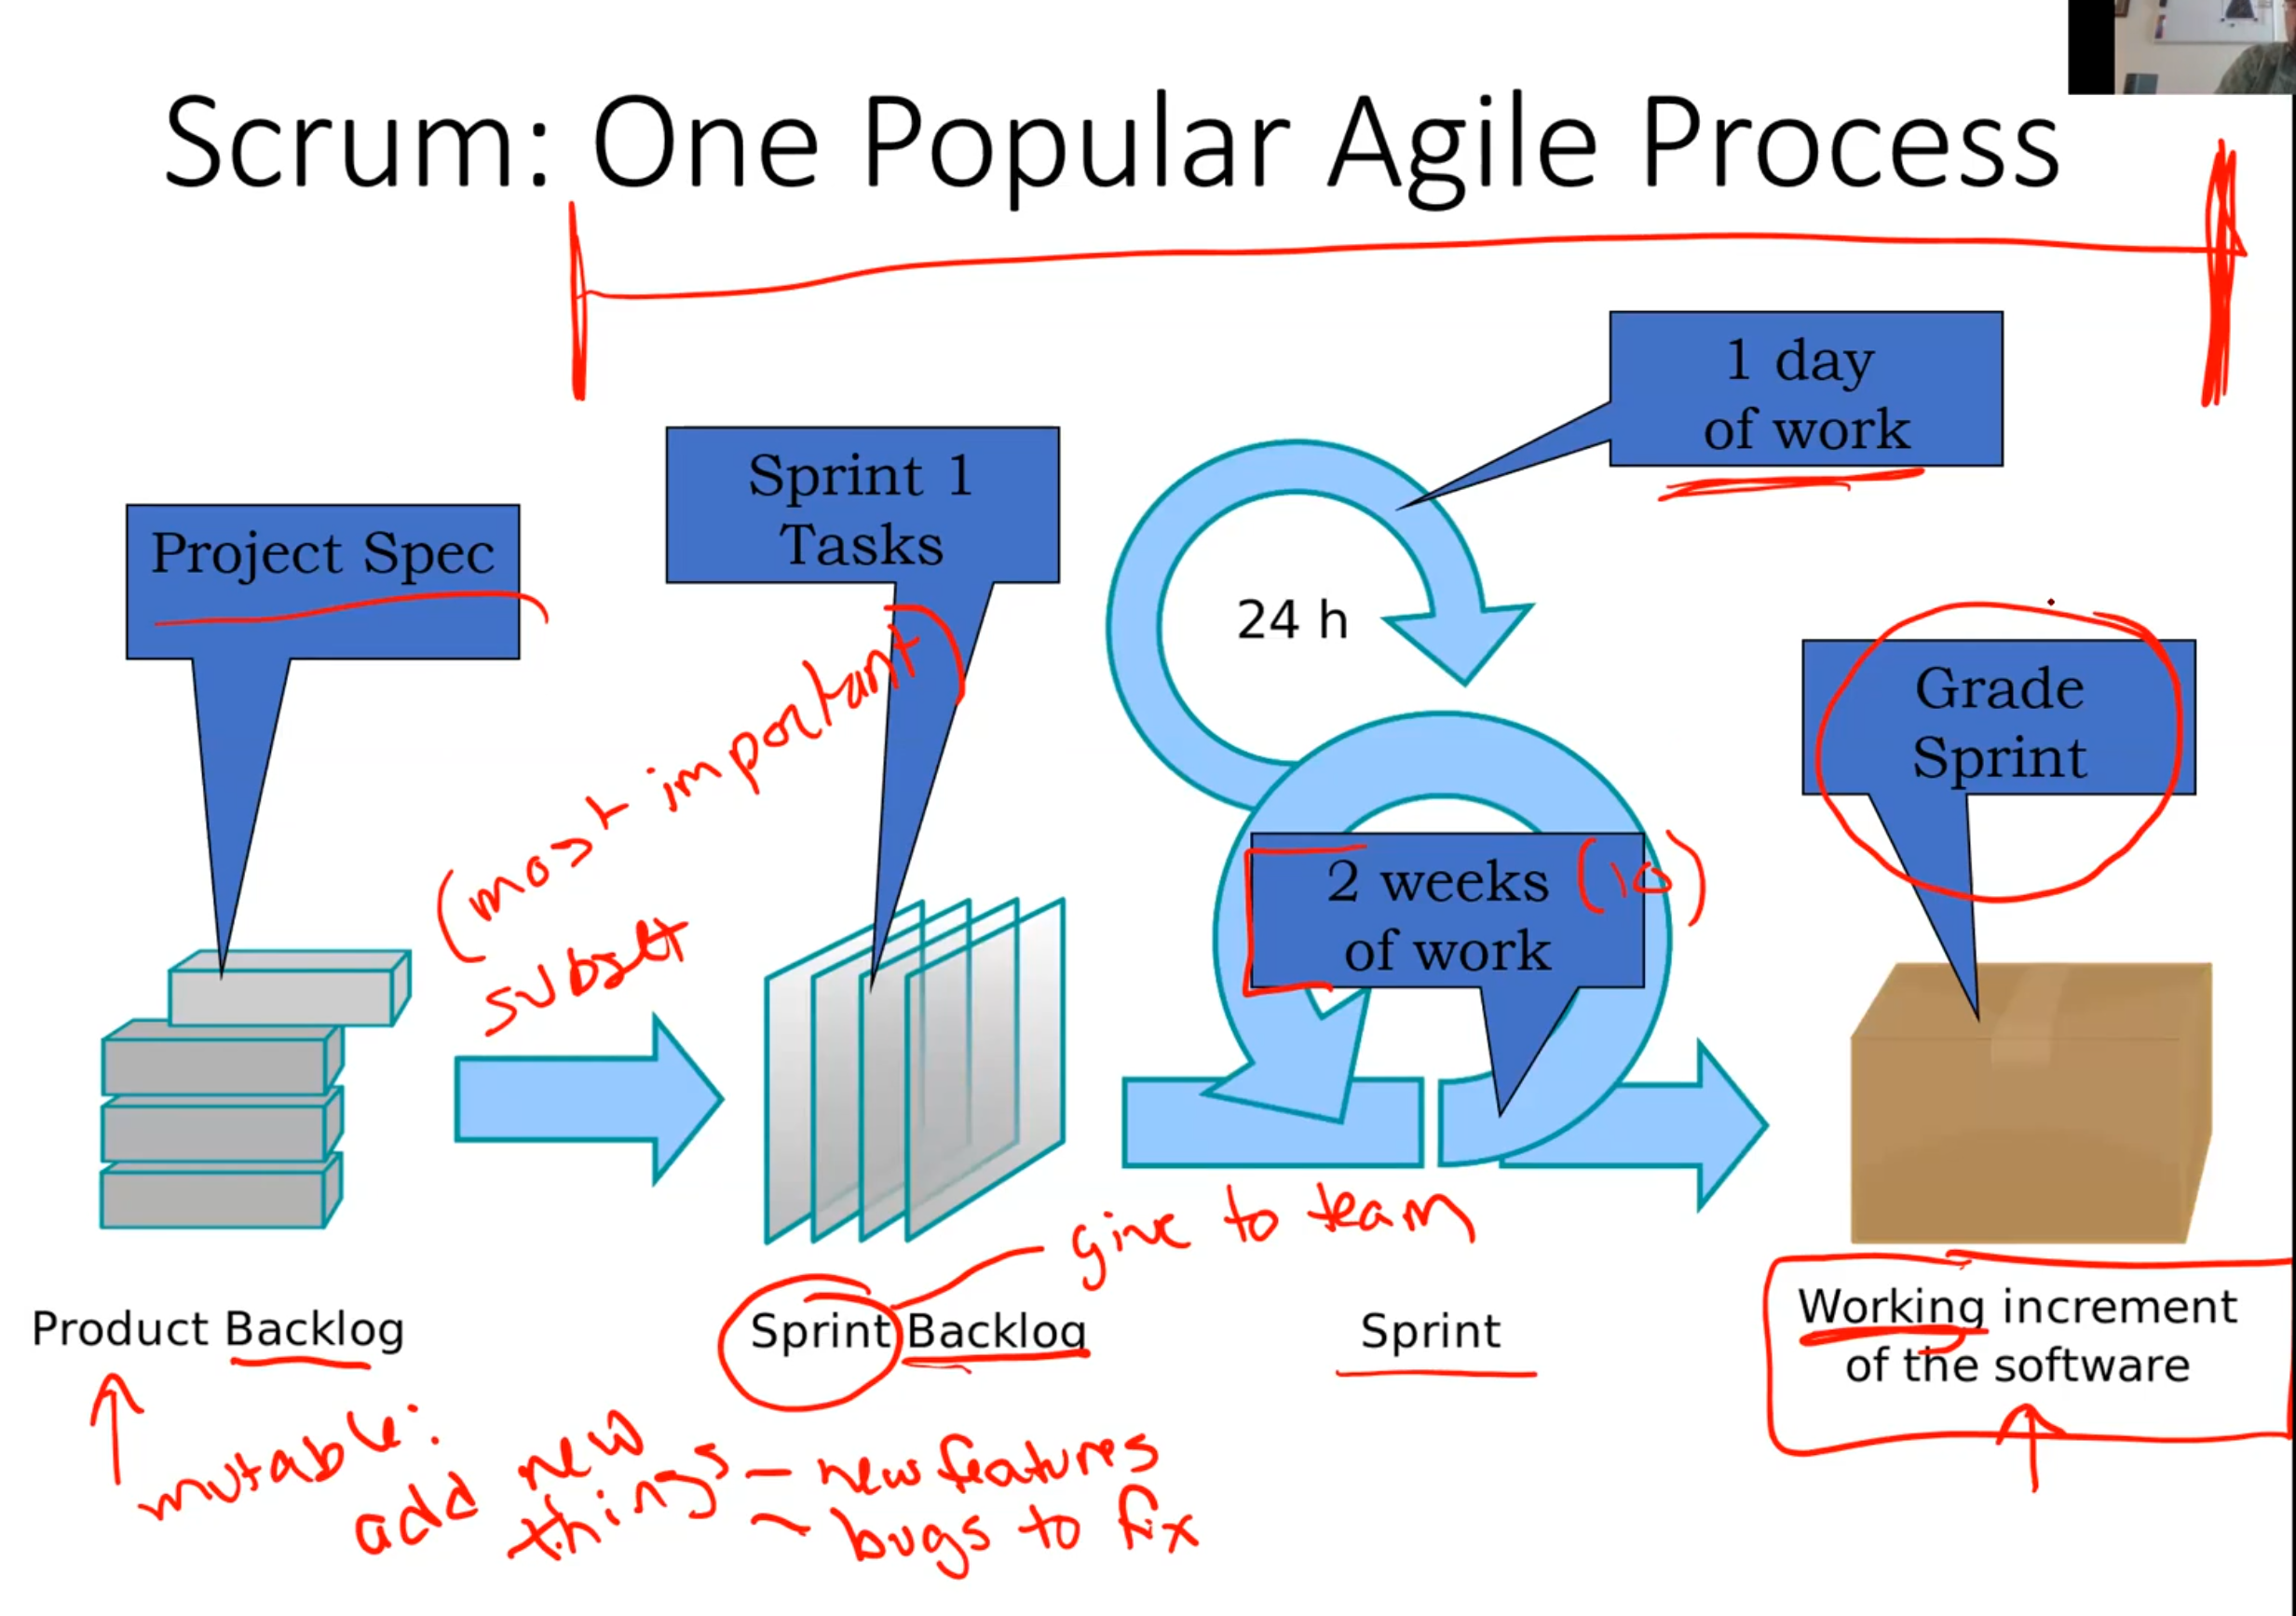 Scrum: One Popular Agile Process
1 day
of work
Sprint 1
Tasks
Project Spec
24 h
Grade
Sprint
(most important)
subset
2 weeks (10)
of work
give to team
Product Backlog
Sprint Backlog
Sprint
Working increment
of the software
mutable:
add new
things - new features
- bugs to fix